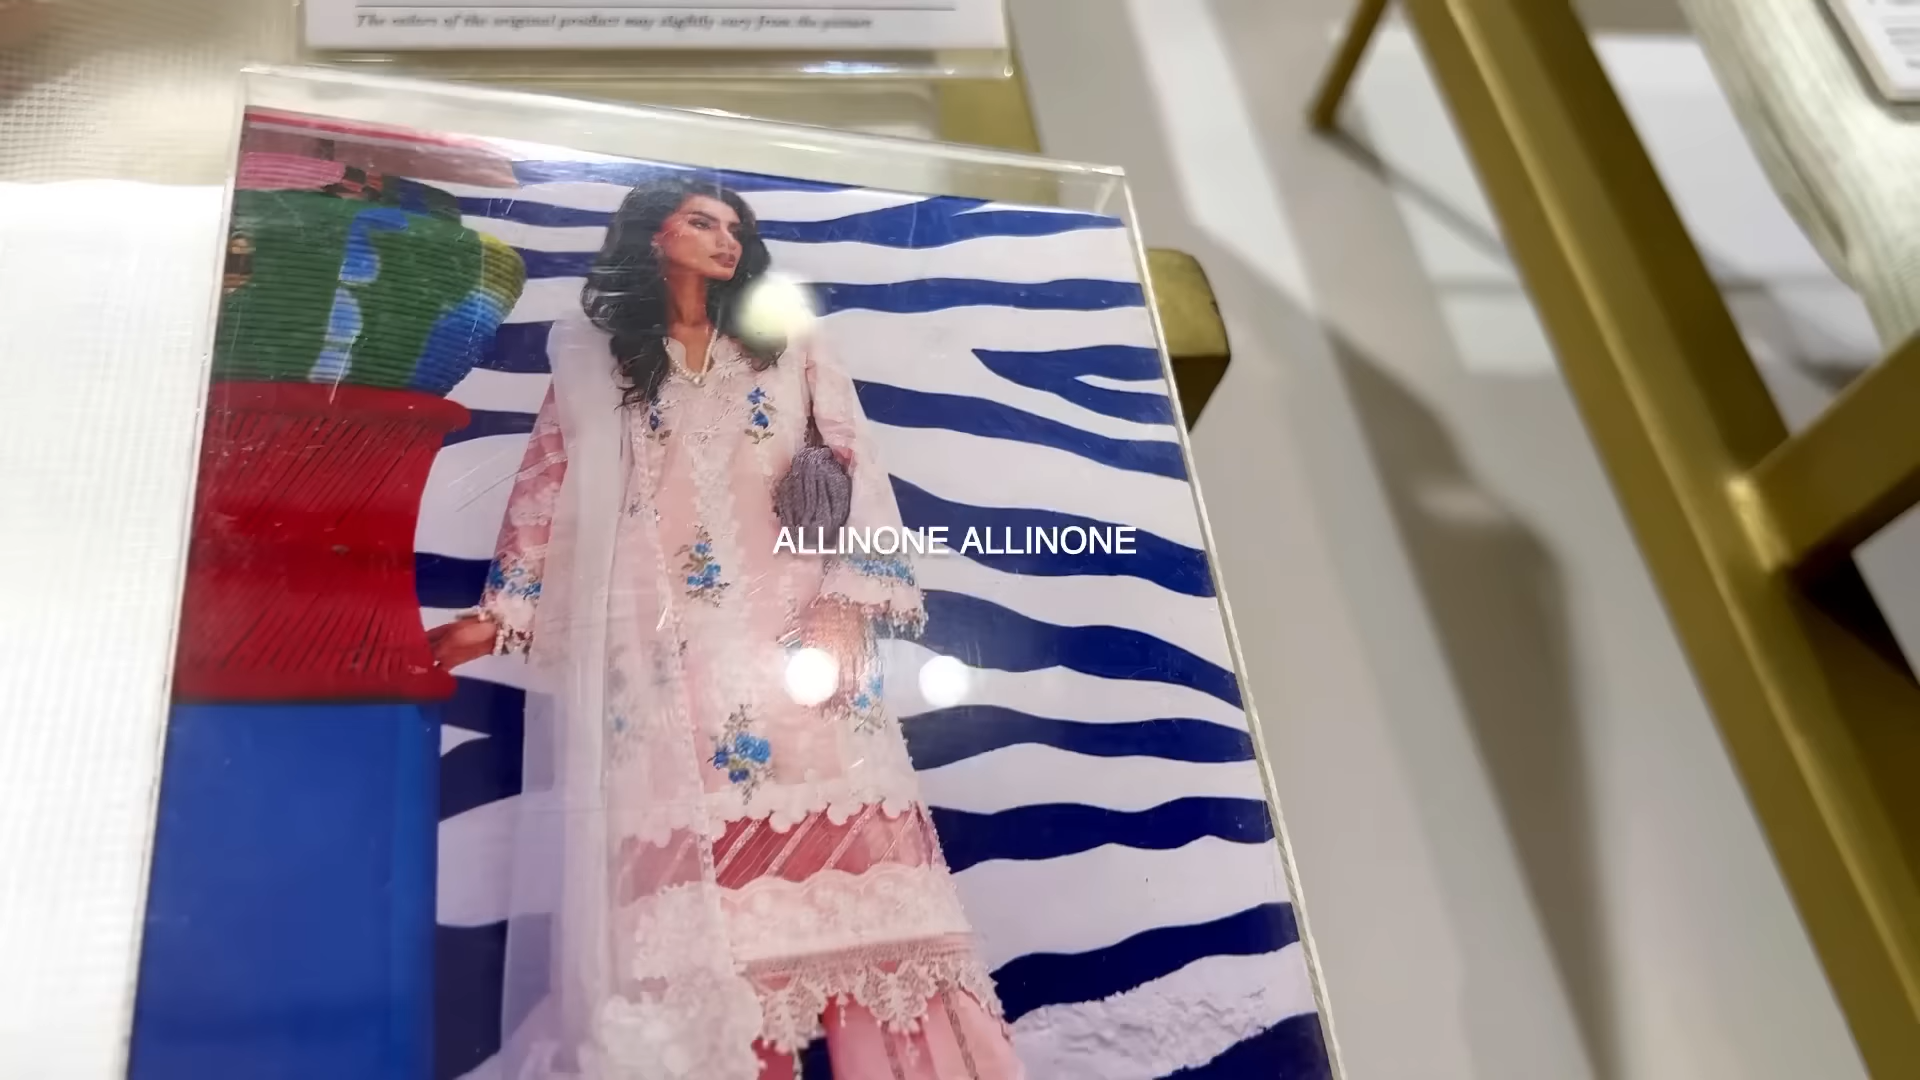 The colors of the original product may slightly vary from the picture
ALLINONE ALLINONE